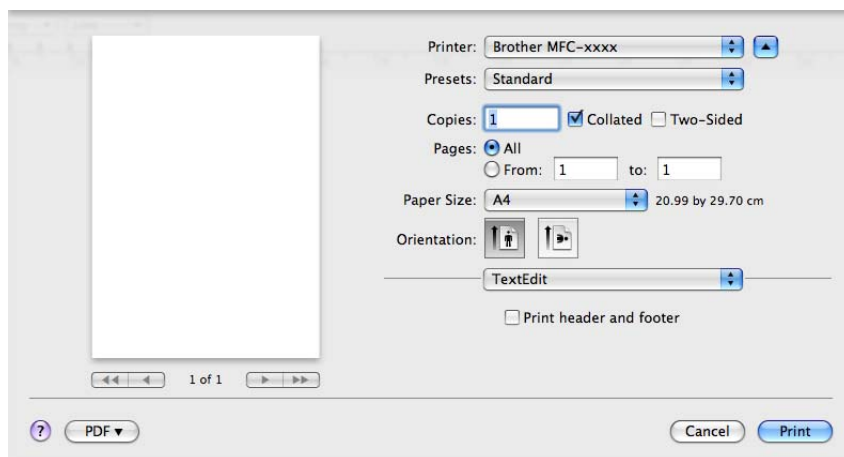 Printer: Brother MFC-xxxx
Presets: Standard
Copies: 1 Collated Two-Sided
Pages: All
From: 1 to: 1
Paper Size: A4 20.99 by 29.70 cm
Orientation:
TextEdit
Print header and footer
1 of 1
? PDF Cancel Print